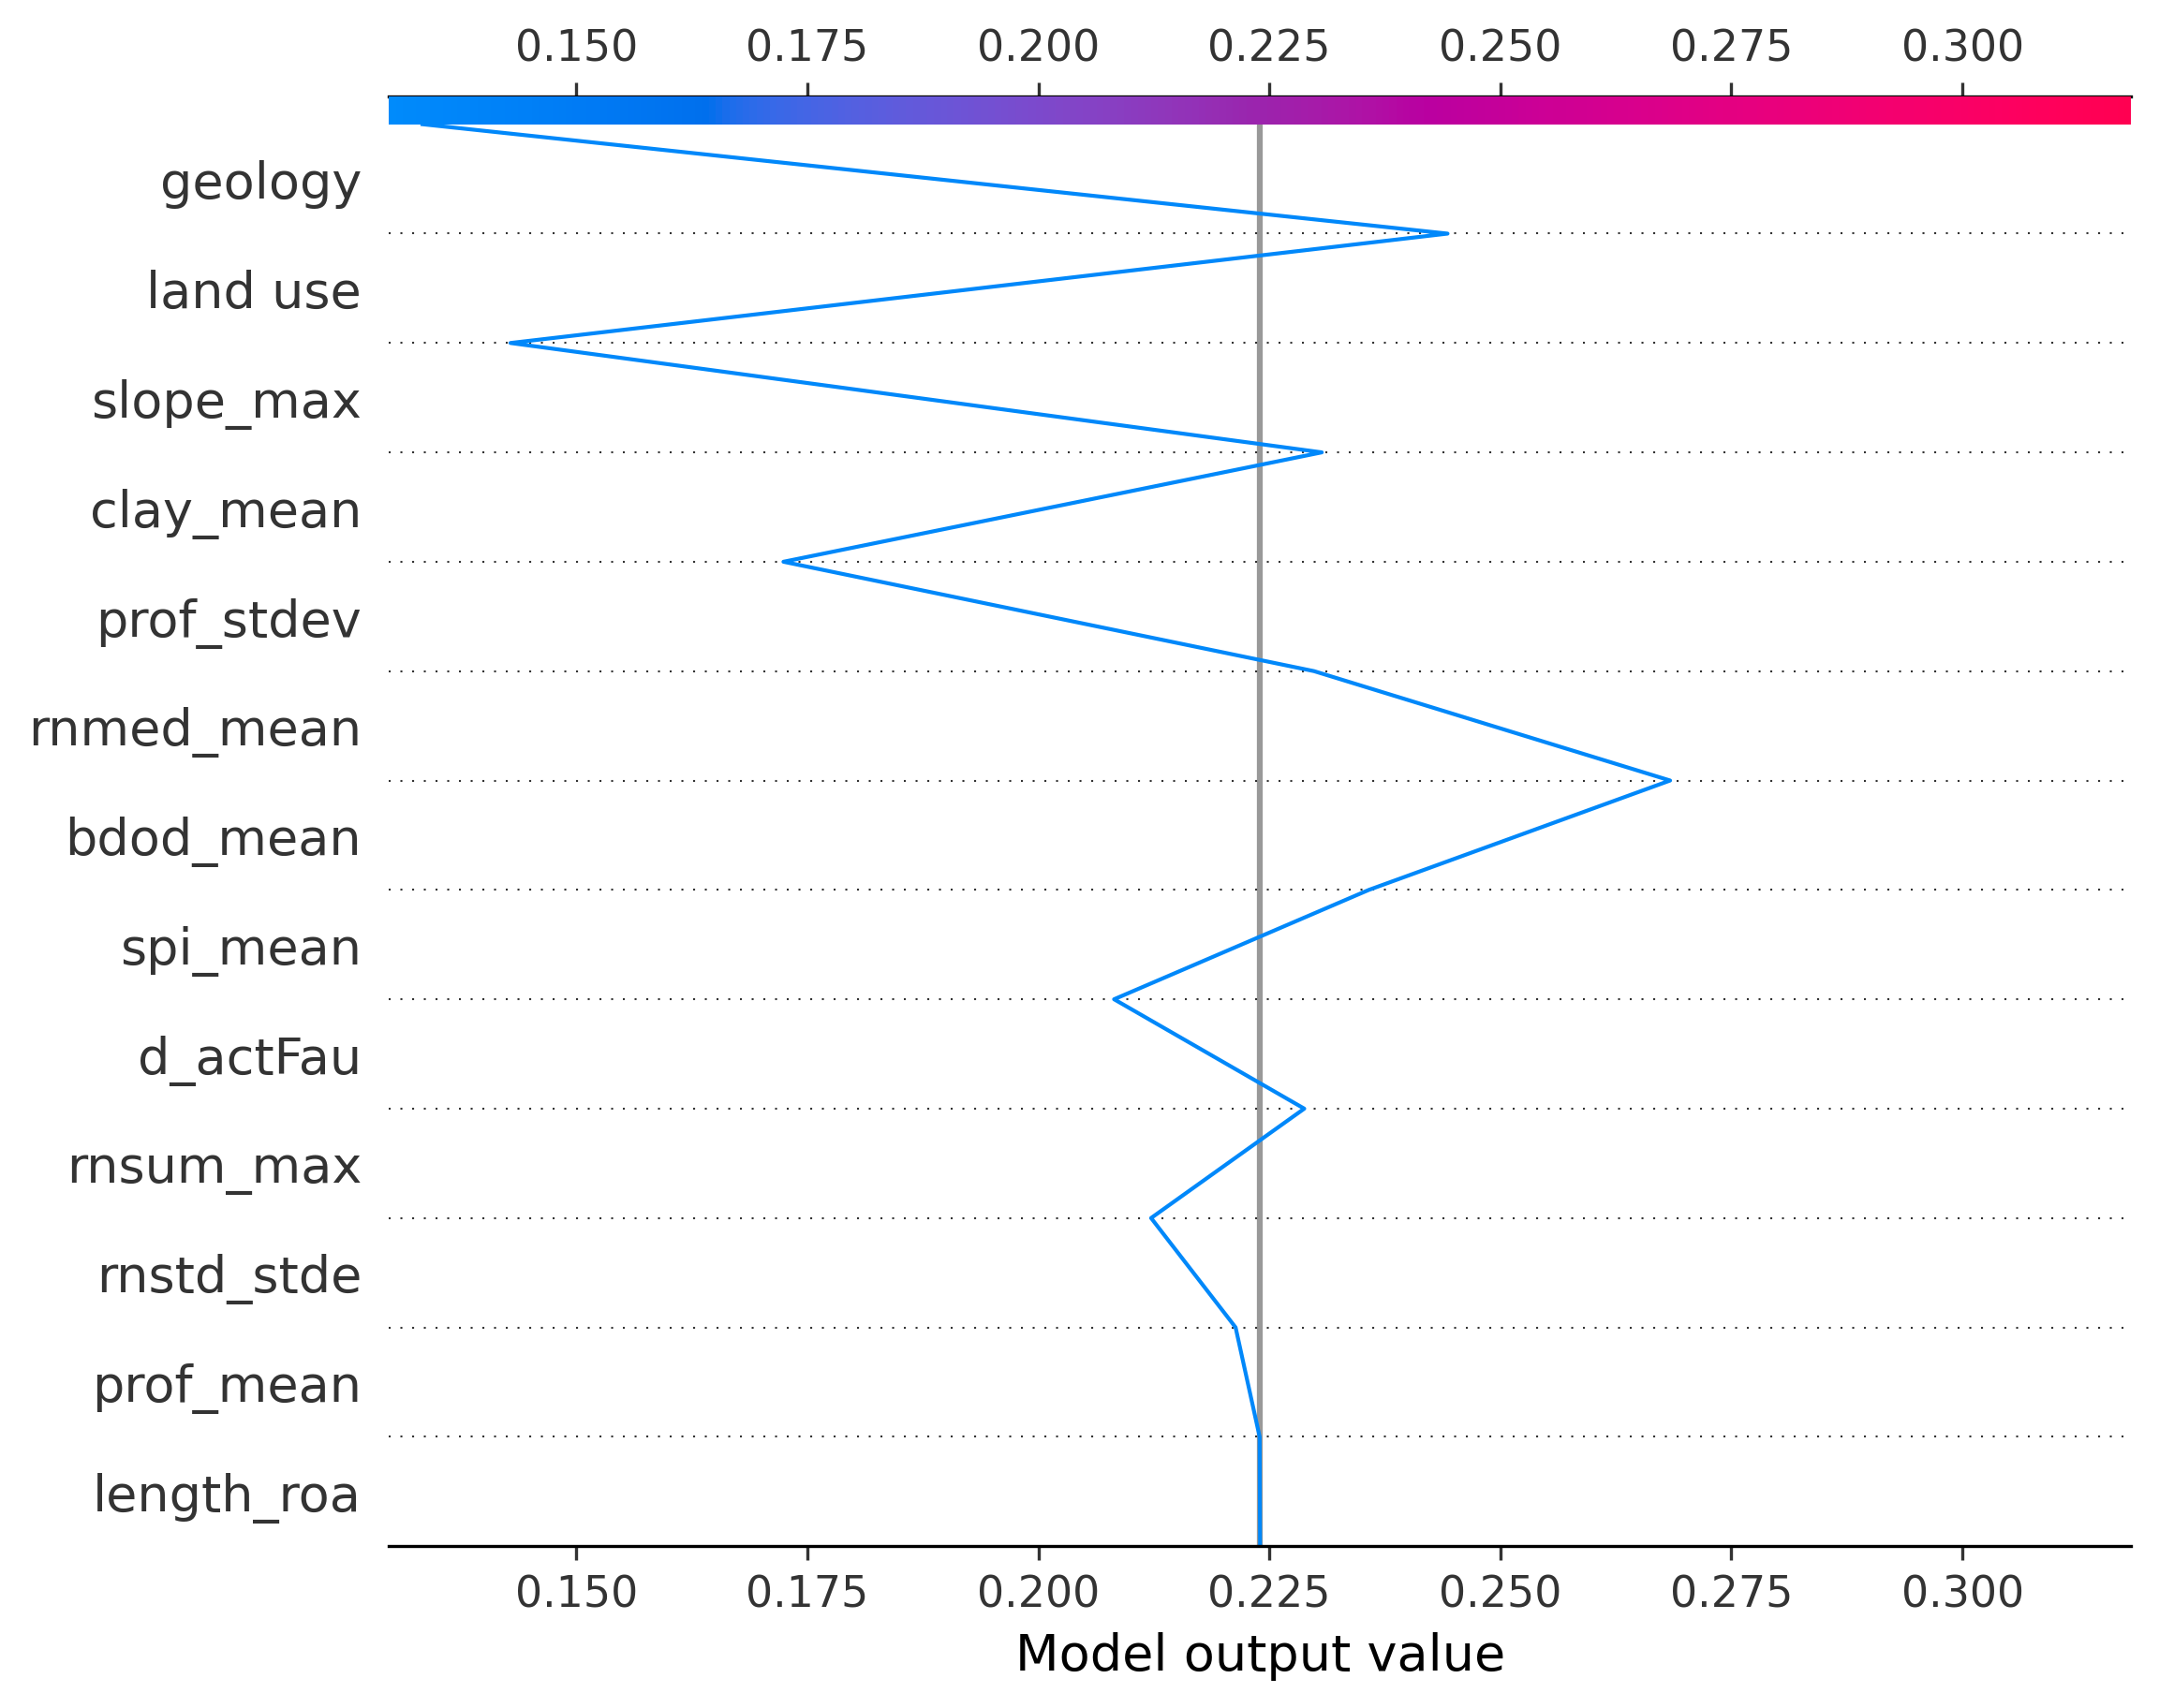 0.150 0.175 0.200 0.225 0.250 0.275 0.300
geology
land use
slope_max
clay_mean
prof_stdev
rnmed_mean
bdod_mean
spi_mean
d_actFau
rnsum_max
rnstd_stde
prof_mean
length_roa
0.150 0.175 0.200 0.225 0.250 0.275 0.300
Model output value